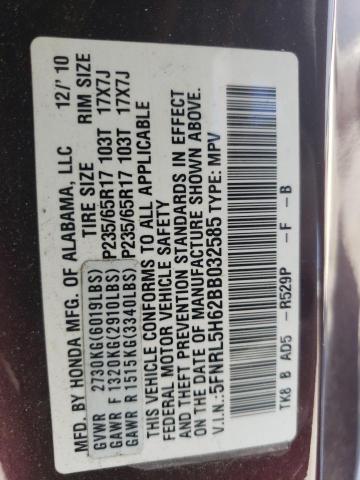 MFD. BY HONDA MFG. OF ALABAMA, LLC 12/'10
TIRE SIZE RIM SIZE
GVWR 2730KG(6019LBS)
GAWR F 1320KG(2910LBS) P235/65R17 103T 17X7J
GAWR R 1515KG(3340LBS) P235/65R17 103T 17X7J
THIS VEHICLE CONFORMS TO ALL APPLICABLE
FEDERAL MOTOR VEHICLE SAFETY
AND THEFT PREVENTION STANDARDS IN EFFECT
ON THE DATE OF MANUFACTURE SHOWN ABOVE.
V.I.N.:5FNRL5H62BB032585 TYPE: MPV
TK8 B AD5 -R529P -F -B